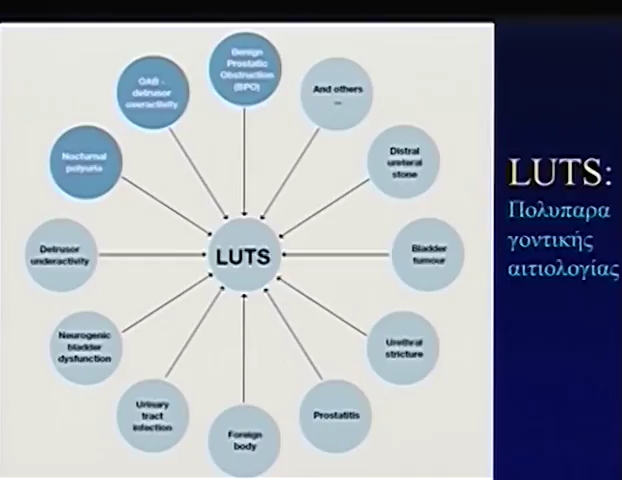 Benign
Prostatic
Obstruction
(BPO)
And others
...
Distral
ureteral
stone
Bladder
tumour
Urethral
stricture
Prostatitis
Foreign
body
Urinary
tract
infection
Neurogenic
bladder
dysfunction
Detrusor
underactivity
Nocturnal
polyuria
OAB -
detrusor
overactivity
LUTS
LUTS:
Πολυπαρα
γοντικής
αιτιολογίας